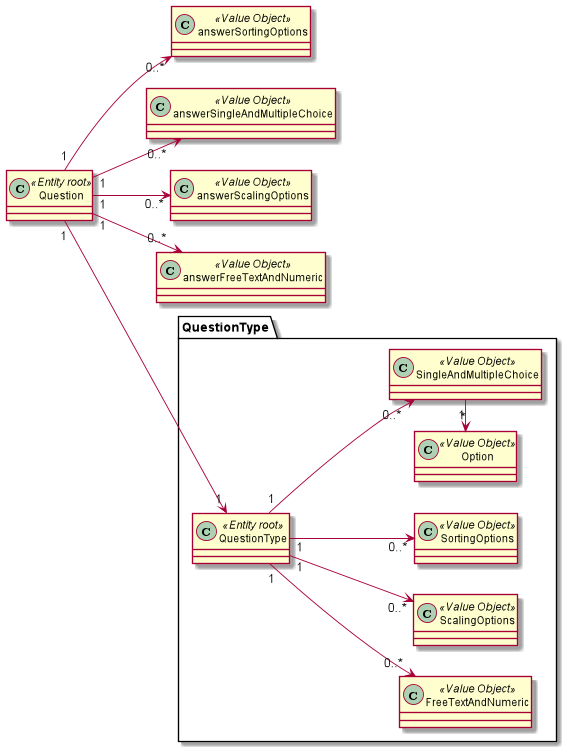 C «Value Object»
answerSortingOptions
0..*
C «Value Object»
answerSingleAndMultipleChoice
1
0..*
C «Entity root»
Question
1
C «Value Object»
answerScalingOptions
1
0..*
1
1
0..*
C «Value Object»
answerFreeTextAndNumeric
QuestionType
C «Value Object»
SingleAndMultipleChoice
0..*
C «Value Object»
Option
1
1
C «Entity root»
QuestionType
C «Value Object»
SortingOptions
1
0..*
1
C «Value Object»
ScalingOptions
0..*
1
0..*
C «Value Object»
FreeTextAndNumeric